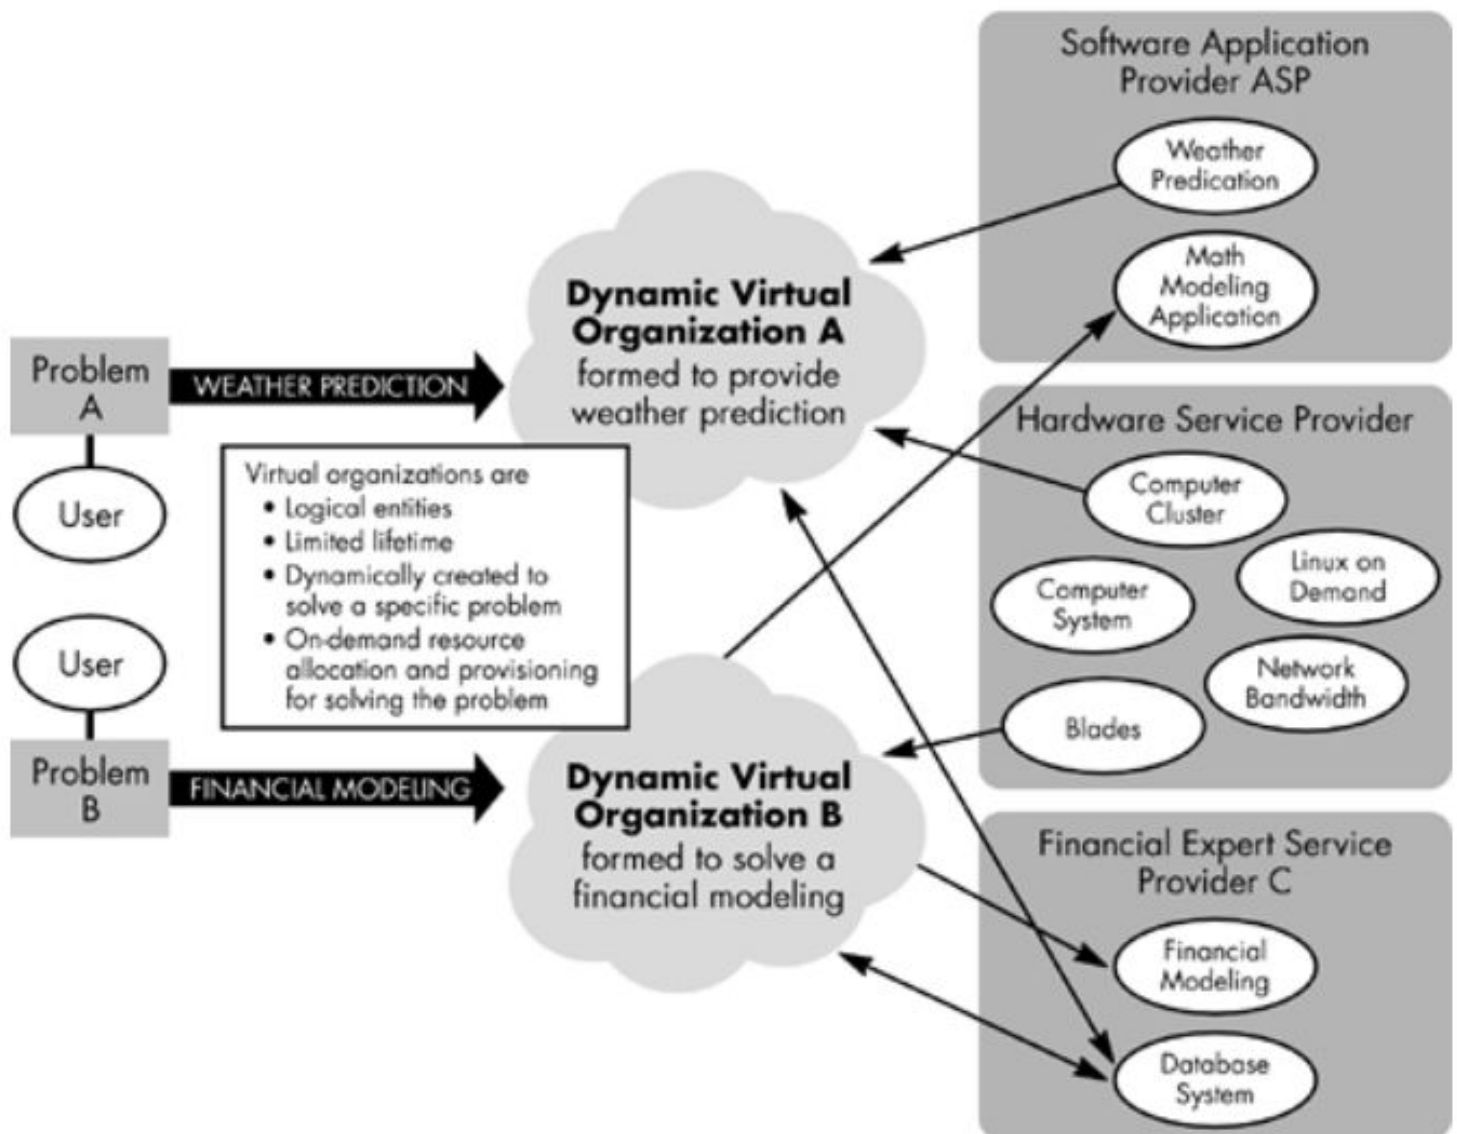 Software Application
Provider ASP
Weather
Predication
Math
Modeling
Application
Dynamic Virtual
Organization A
formed to provide
weather prediction
Problem
A
WEATHER PREDICTION
User
Virtual organizations are
• Logical entities
• Limited lifetime
• Dynamically created to
solve a specific problem
• On-demand resource
allocation and provisioning
for solving the problem
Hardware Service Provider
Computer
Cluster
Linux on
Demand
Computer
System
Network
Bandwidth
Blades
User
Problem
B
FINANCIAL MODELING
Dynamic Virtual
Organization B
formed to solve a
financial modeling
Financial Expert Service
Provider C
Financial
Modeling
Database
System